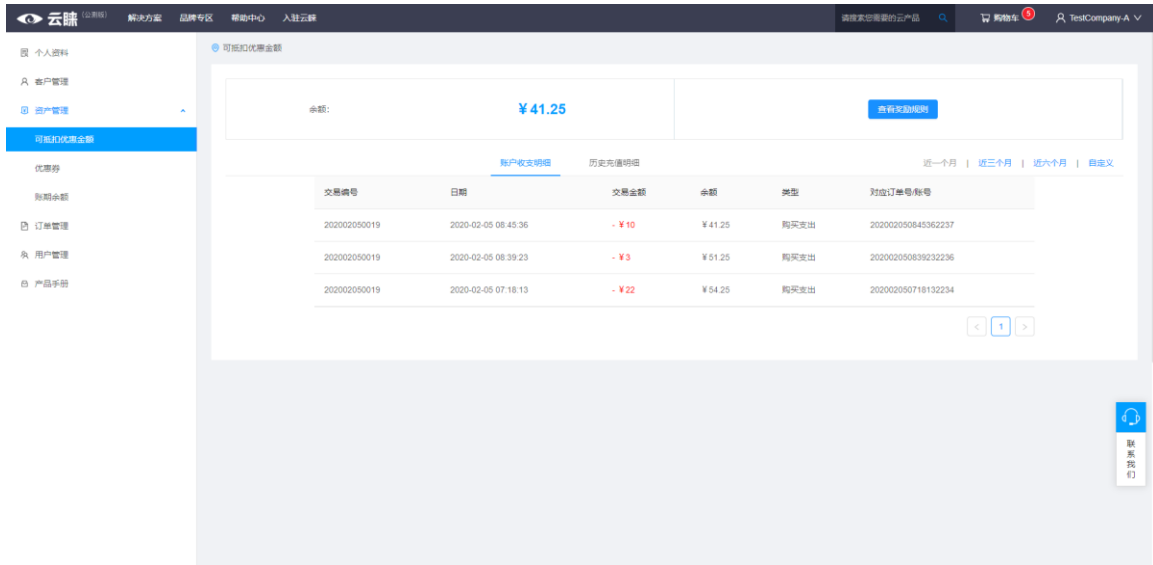 云睐 (公测版) 解决方案 品牌专区 帮助中心 入驻云睐 请搜索您需要的云产品 购物车 5 TestCompany-A
个人资料
客户管理
资产管理
可抵扣优惠金额
优惠券
账期余额
订单管理
用户管理
产品手册
可抵扣优惠金额
余额: ¥41.25 查看奖励规则
账户收支明细 历史充值明细 近一个月 | 近三个月 | 近六个月 | 自定义
交易编号 日期 交易金额 余额 类型 对应订单号/账号
202002050019 2020-02-05 08:45:36 - ¥10 ¥41.25 购买支出 202002050845362237
202002050019 2020-02-05 08:39:23 - ¥3 ¥51.25 购买支出 202002050839232236
202002050019 2020-02-05 07:18:13 - ¥22 ¥54.25 购买支出 202002050718132234
< 1 >
联系我们